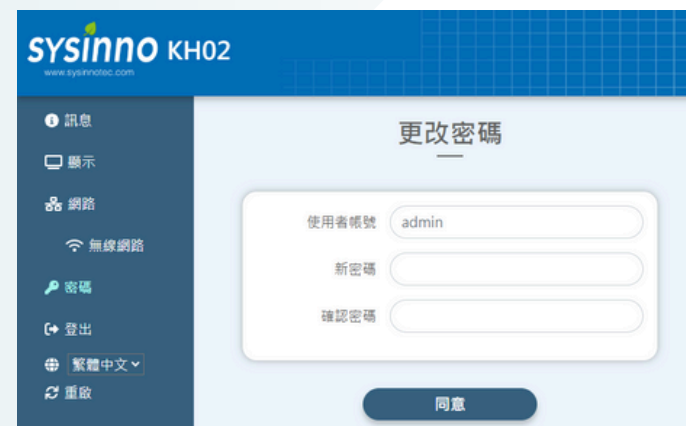 sysinno KH02
www.sysinnotec.com
訊息
顯示
網路
無線網路
密碼
登出
繁體中文
重啟
更改密碼
使用者帳號 admin
新密碼
確認密碼
同意